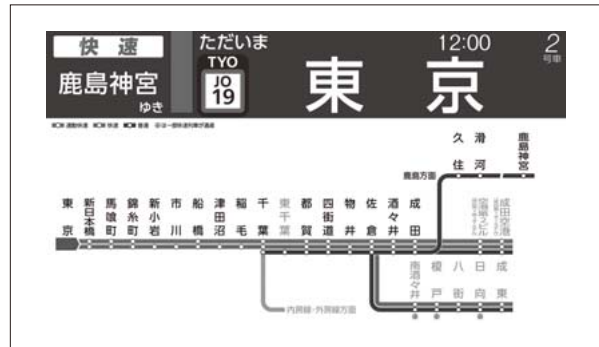 快速
鹿島神宮
ゆき
ただいま
TYO
JO
19
東京
12:00
2
号車
久住
滑河
鹿島神宮
鹿島方面
東京
新日本橋
馬喰町
錦糸町
新小岩
市川
船橋
津田沼
稲毛
千葉
東千葉
都賀
四街道
物井
佐倉
酒々井
成田
空港第2ビル
成田空港
南酒々井
榎戸
八街
日向
成東
内房線・外房線方面